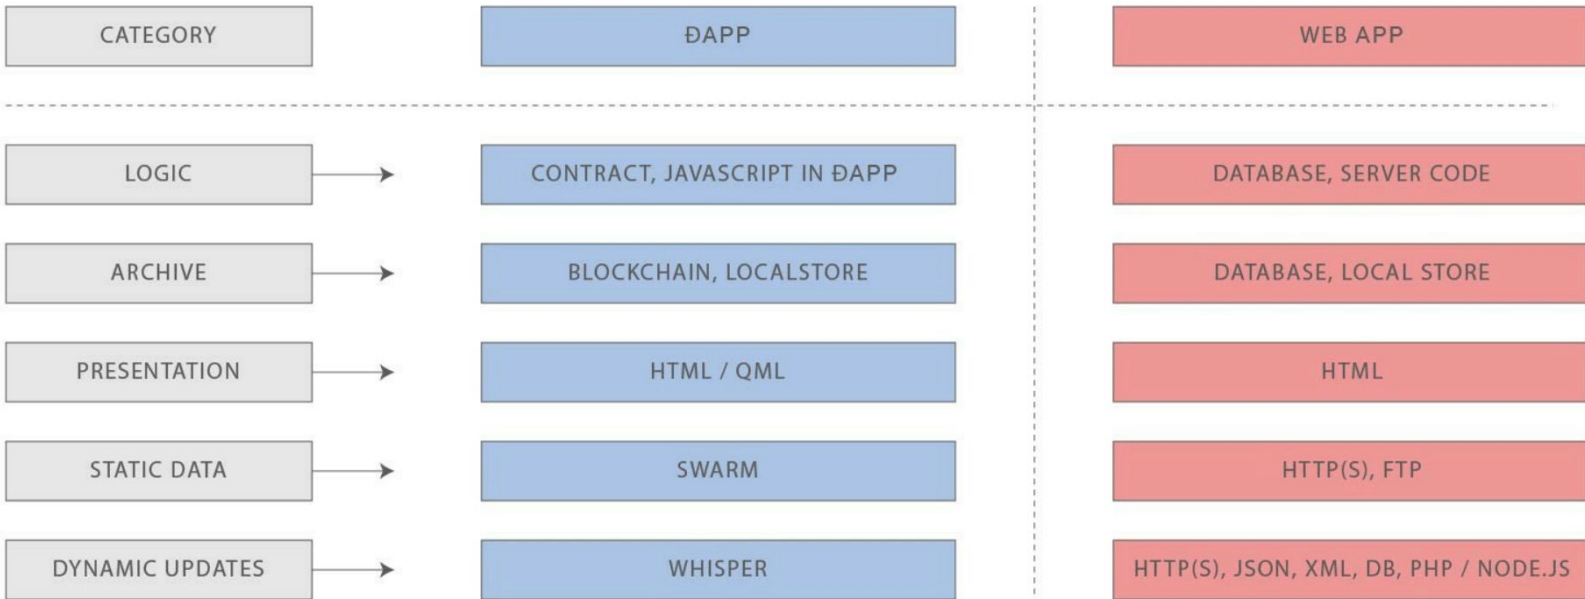 CATEGORY ĐAPP WEB APP
LOGIC CONTRACT, JAVASCRIPT IN ĐAPP DATABASE, SERVER CODE
ARCHIVE BLOCKCHAIN, LOCALSTORE DATABASE, LOCAL STORE
PRESENTATION HTML / QML HTML
STATIC DATA SWARM HTTP(S), FTP
DYNAMIC UPDATES WHISPER HTTP(S), JSON, XML, DB, PHP / NODE.JS